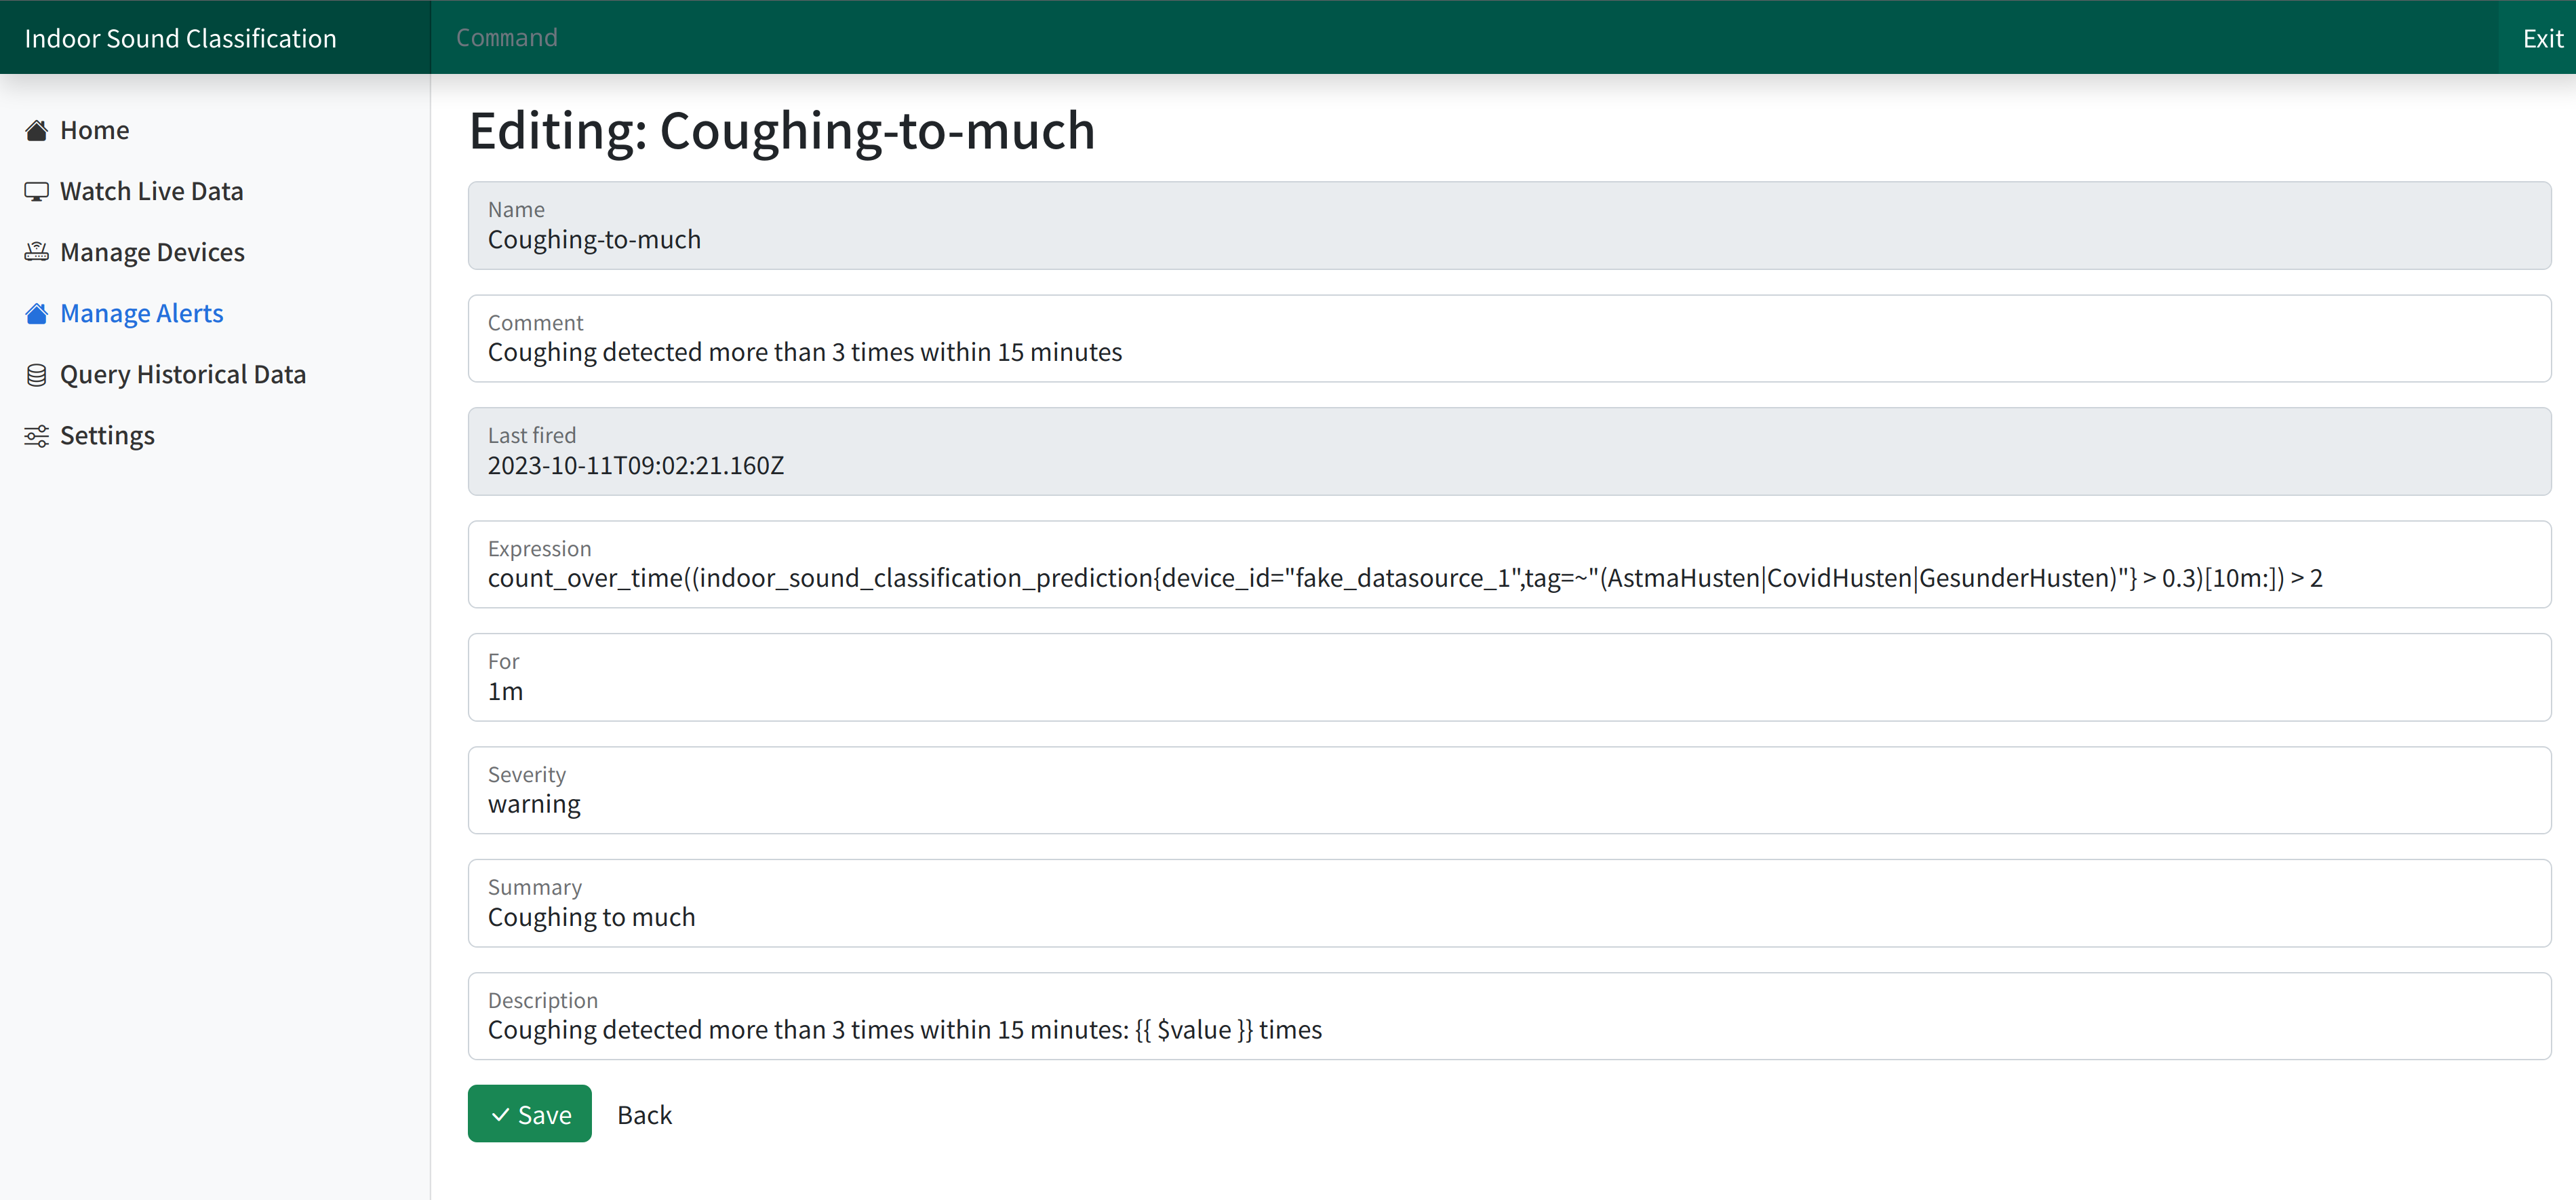 Indoor Sound Classification
Command
Exit
Home
Watch Live Data
Manage Devices
Manage Alerts
Query Historical Data
Settings
Editing: Coughing-to-much
Name
Coughing-to-much
Comment
Coughing detected more than 3 times within 15 minutes
Last fired
2023-10-11T09:02:21.160Z
Expression
count_over_time((indoor_sound_classification_prediction{device_id="fake_datasource_1",tag=~"(AstmaHusten|CovidHusten|GesunderHusten)"} > 0.3)[10m:]) > 2
For
1m
Severity
warning
Summary
Coughing to much
Description
Coughing detected more than 3 times within 15 minutes: {{ $value }} times
Save
Back